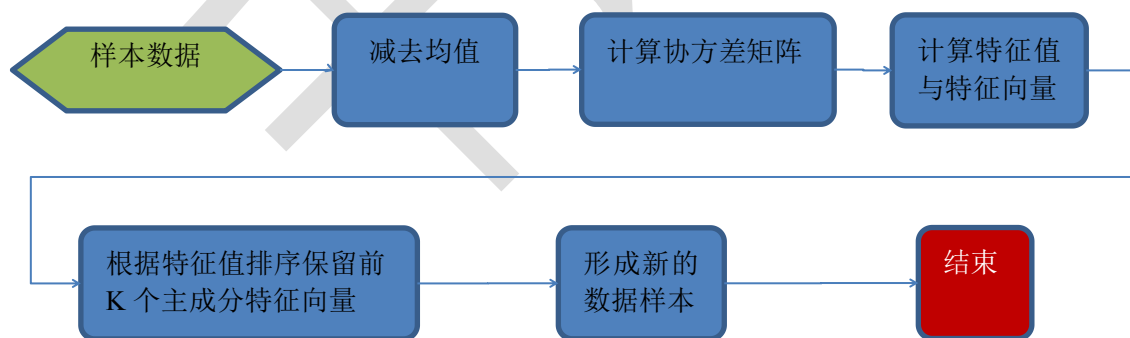 样本数据
减去均值
计算协方差矩阵
计算特征值
与特征向量
根据特征值排序保留前
K 个主成分特征向量
形成新的
数据样本
结束